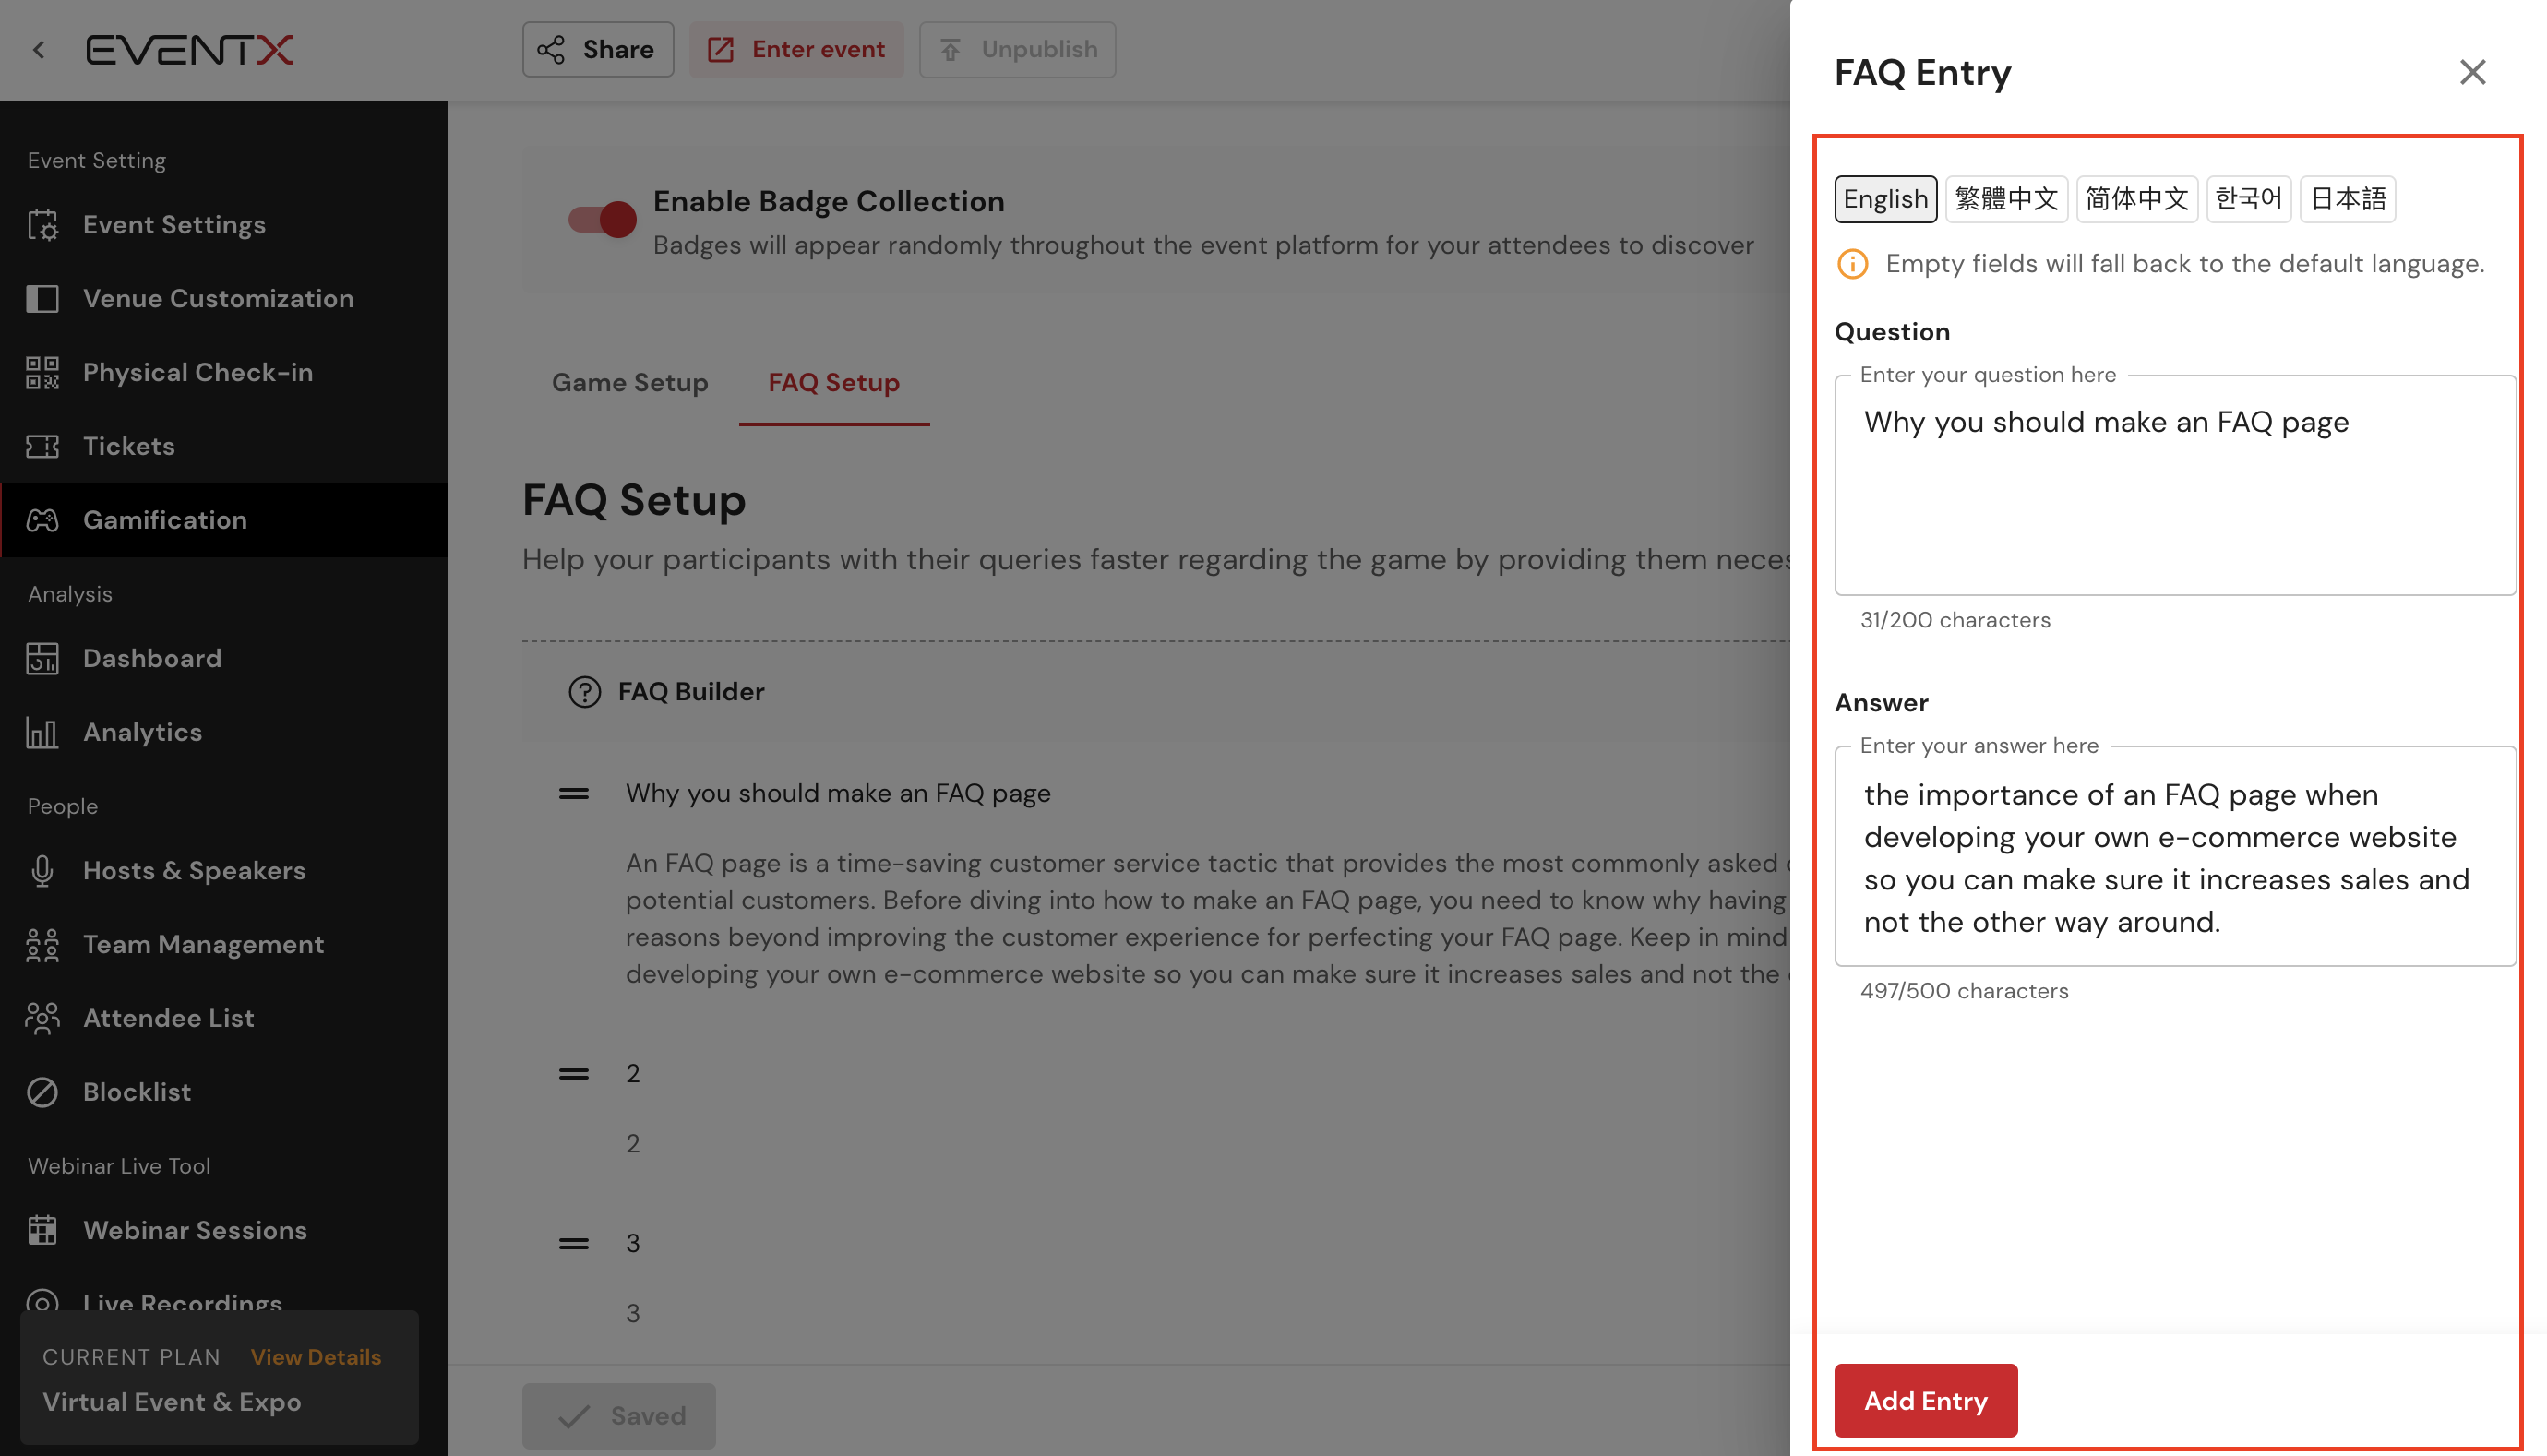 EVENTX
Share
Enter event
Unpublish
Event Setting
Event Settings
Venue Customization
Physical Check-in
Tickets
Gamification
Analysis
Dashboard
Analytics
People
Hosts & Speakers
Team Management
Attendee List
Blocklist
Webinar Live Tool
Webinar Sessions
Live Recordings
CURRENT PLAN View Details
Virtual Event & Expo
Enable Badge Collection
Badges will appear randomly throughout the event platform for your attendees to discover
Game Setup
FAQ Setup
FAQ Setup
Help your participants with their queries faster regarding the game by providing them
FAQ Builder
Why you should make an FAQ page
An FAQ page is a time-saving customer service tactic that provides the most commonly asked
potential customers. Before diving into how to make an FAQ page, you need to know why having
reasons beyond improving the customer experience for perfecting your FAQ page. Keep in mind
developing your own e-commerce website so you can make sure it increases sales and not the
2
2
3
3
Saved
FAQ Entry
English 繁體中文 简体中文 한국어 日本語
Empty fields will fall back to the default language.
Question
Enter your question here
Why you should make an FAQ page
31/200 characters
Answer
Enter your answer here
the importance of an FAQ page when
developing your own e-commerce website
so you can make sure it increases sales and
not the other way around.
497/500 characters
Add Entry